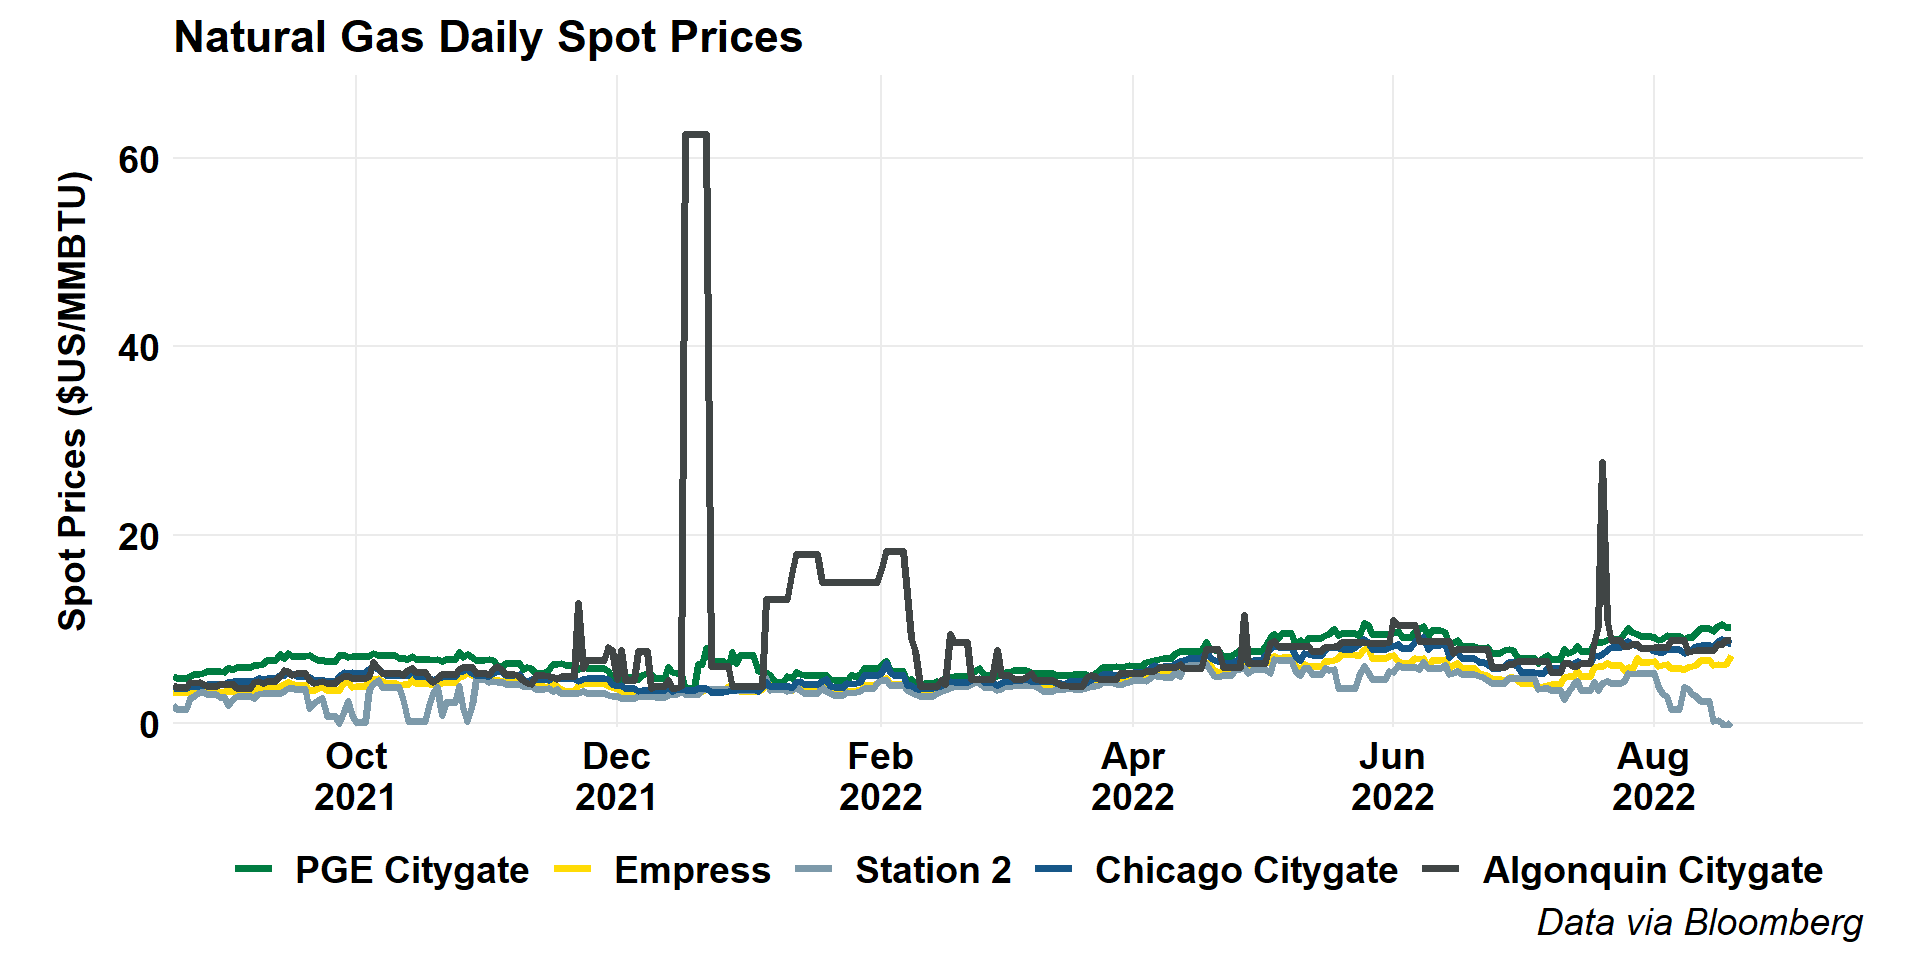 Natural Gas Daily Spot Prices
Spot Prices ($US/MMBTU)
60
40
20
0
Oct
2021
Dec
2021
Feb
2022
Apr
2022
Jun
2022
Aug
2022
PGE Citygate
Empress
Station 2
Chicago Citygate
Algonquin Citygate
Data via Bloomberg